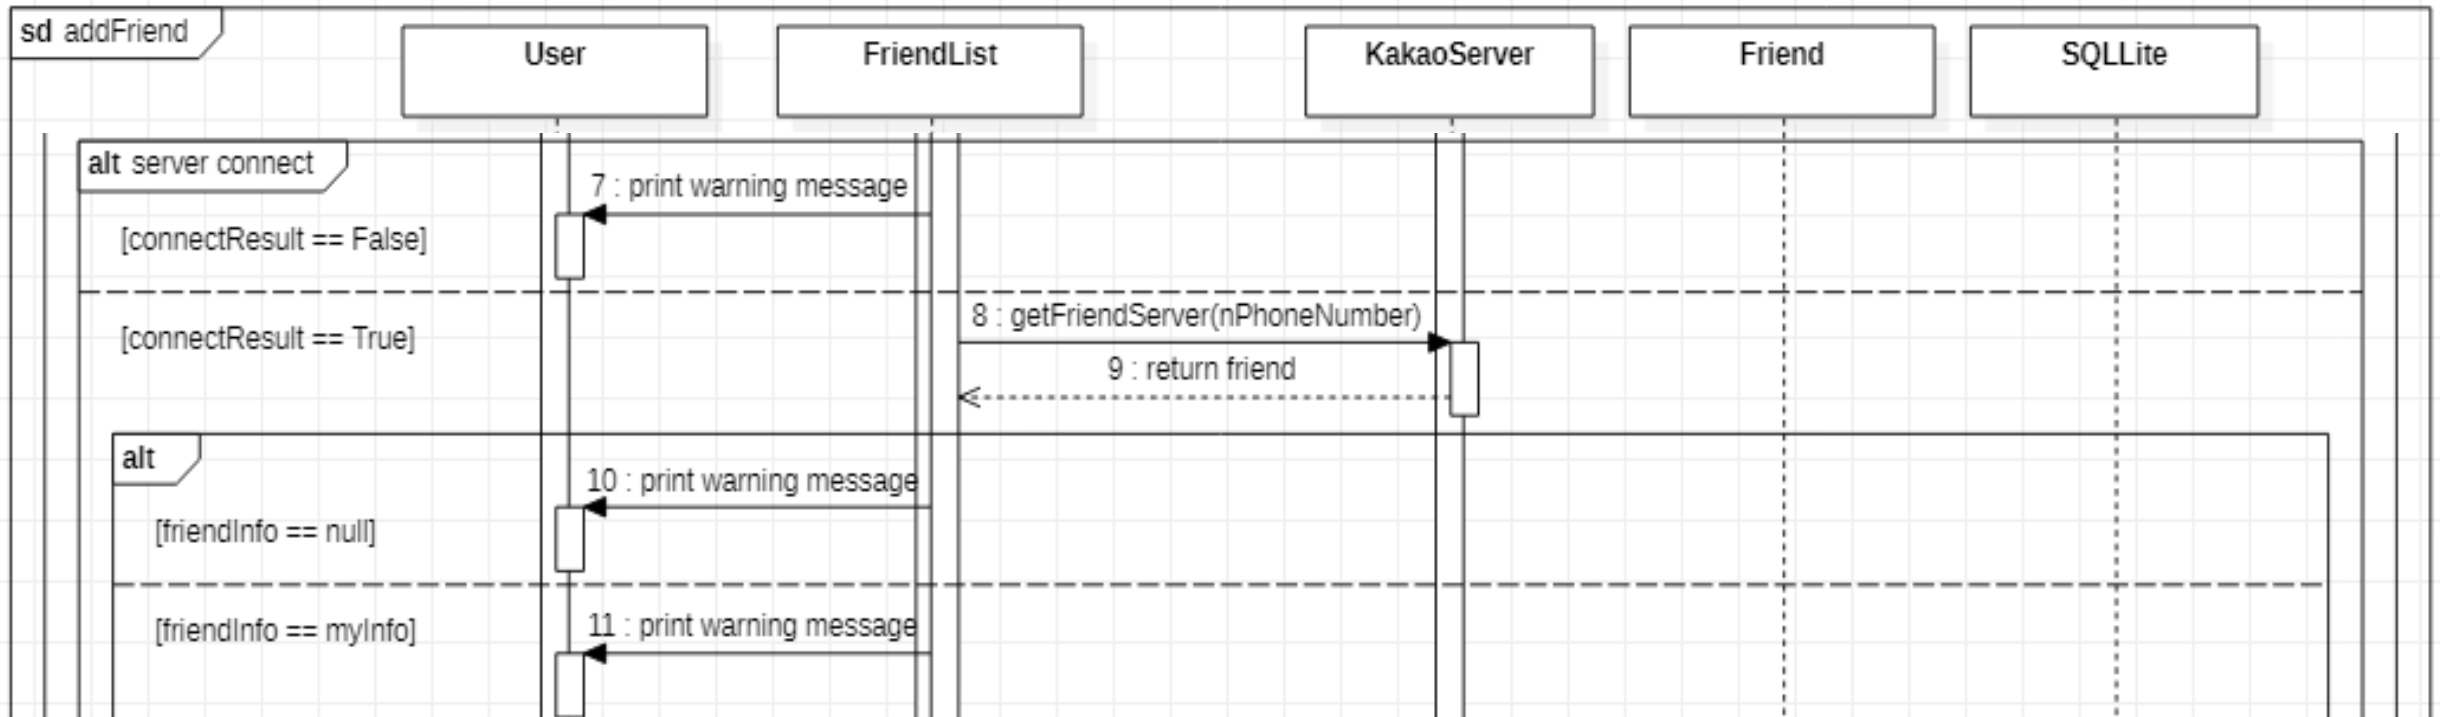 sd addFriend
User
FriendList
KakaoServer
Friend
SQLLite
alt server connect
7 : print warning message
[connectResult == False]
8 : getFriendServer(nPhoneNumber)
[connectResult == True]
9 : return friend
alt
10 : print warning message
[friendInfo == null]
11 : print warning message
[friendInfo == myInfo]